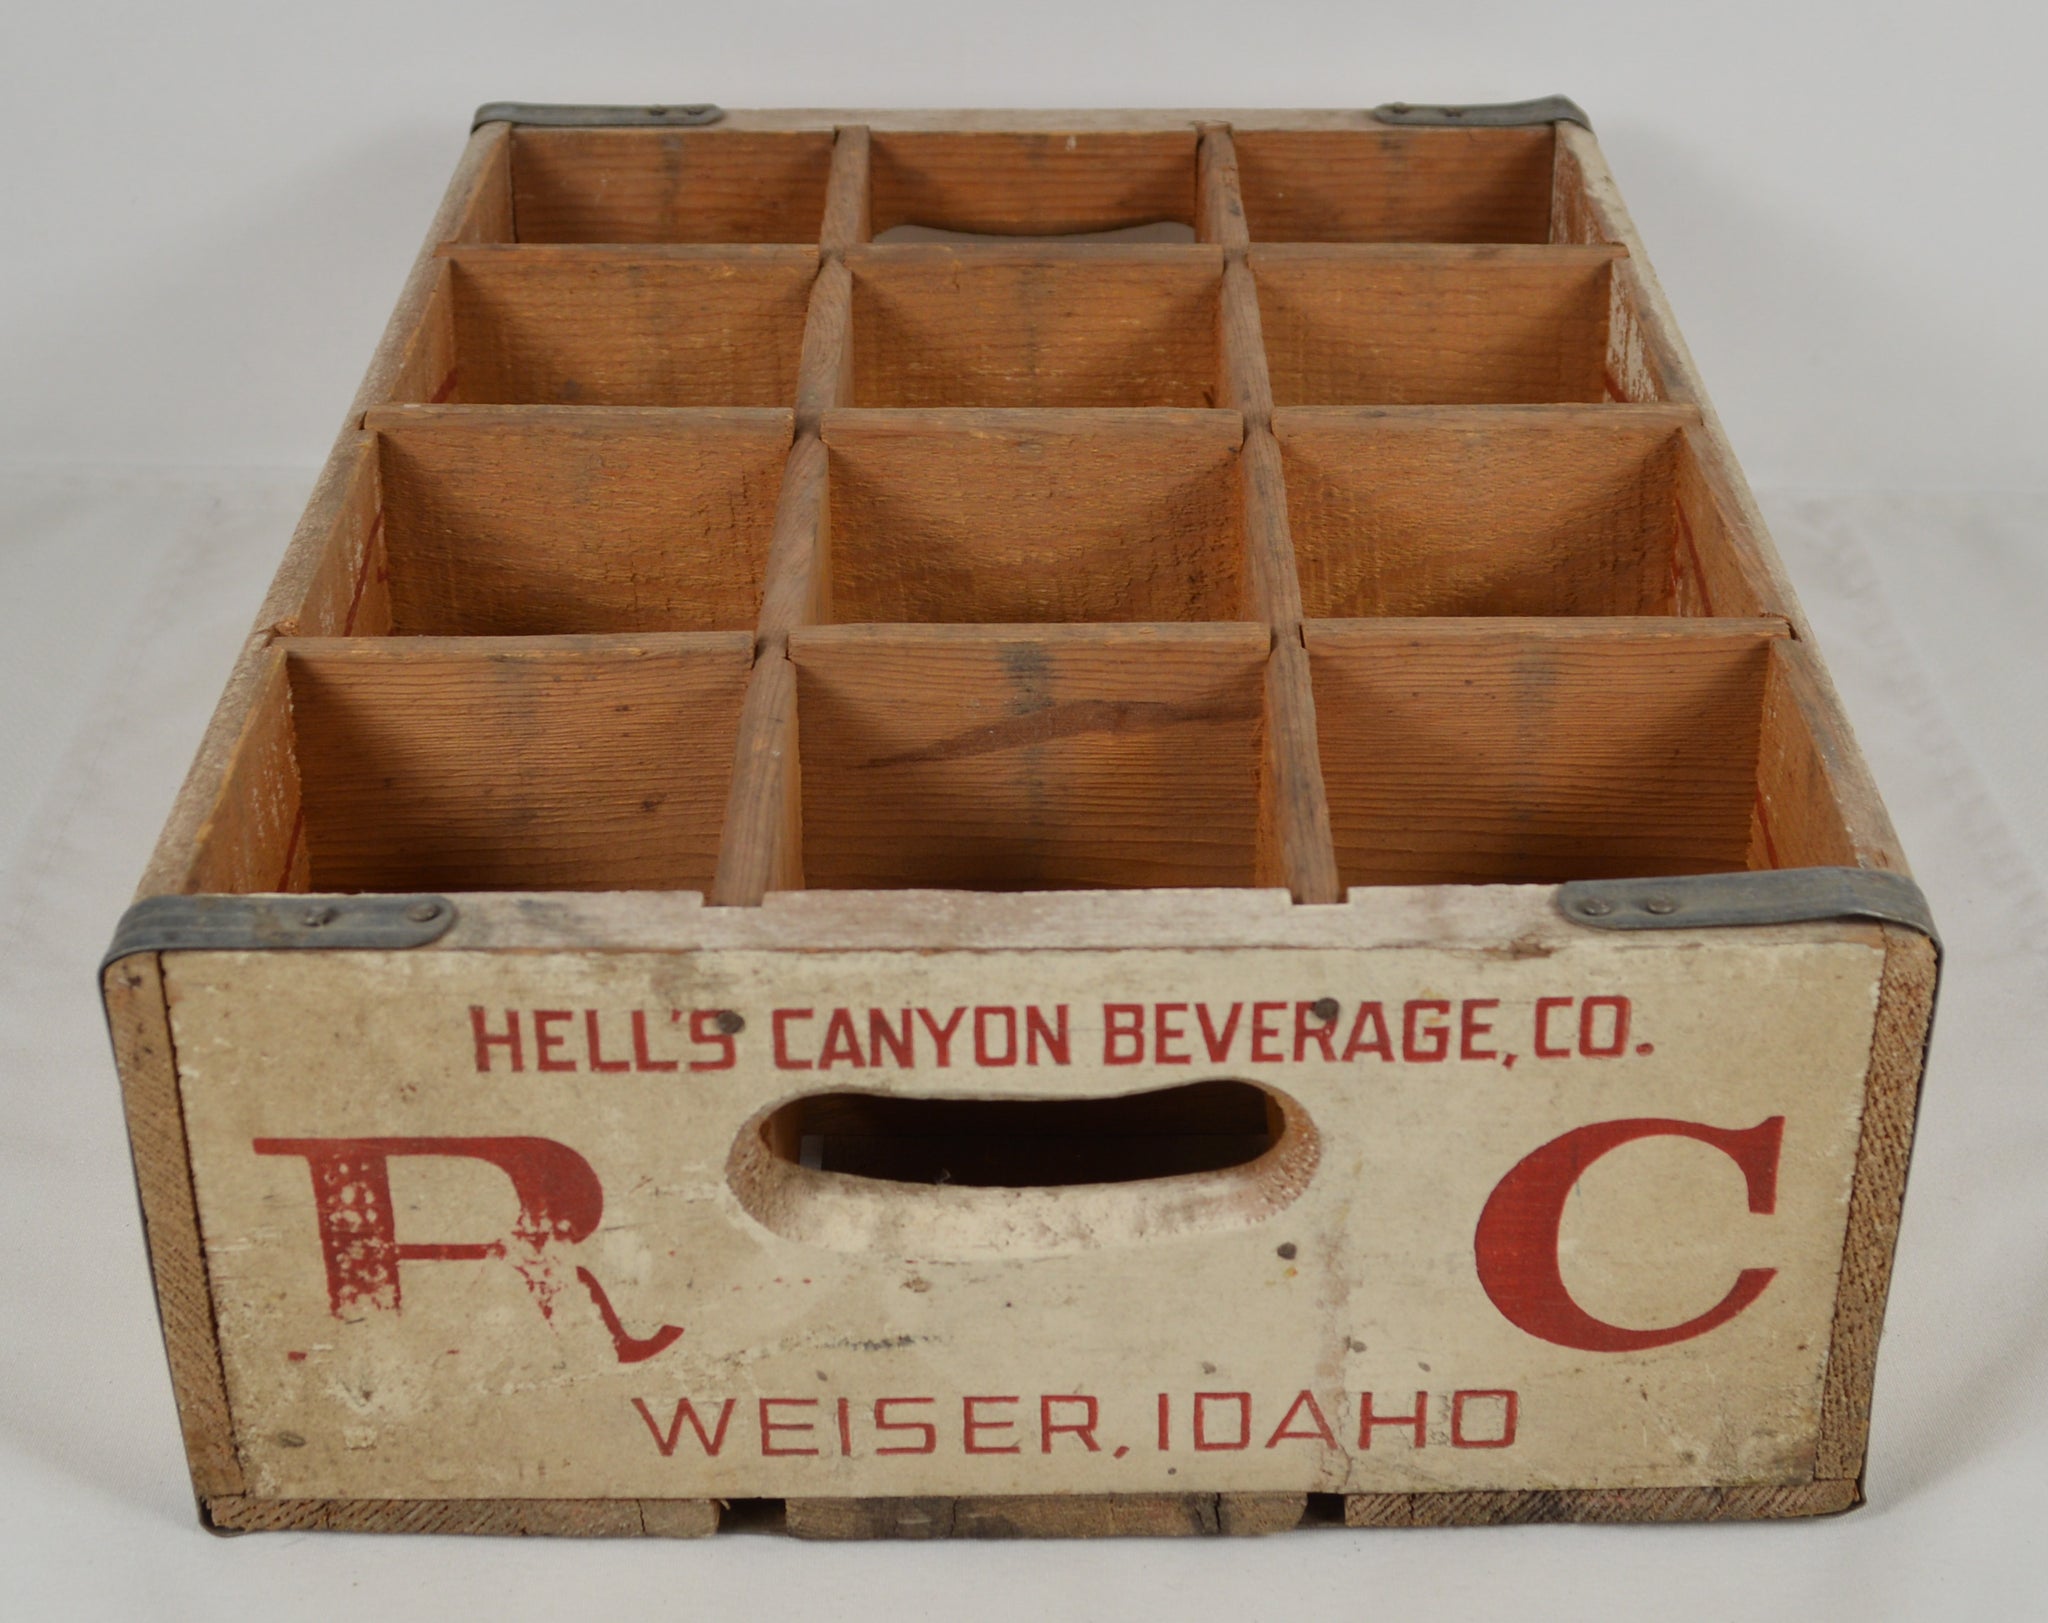 HELL'S CANYON BEVERAGE, CO.
R C
WEISER, IDAHO